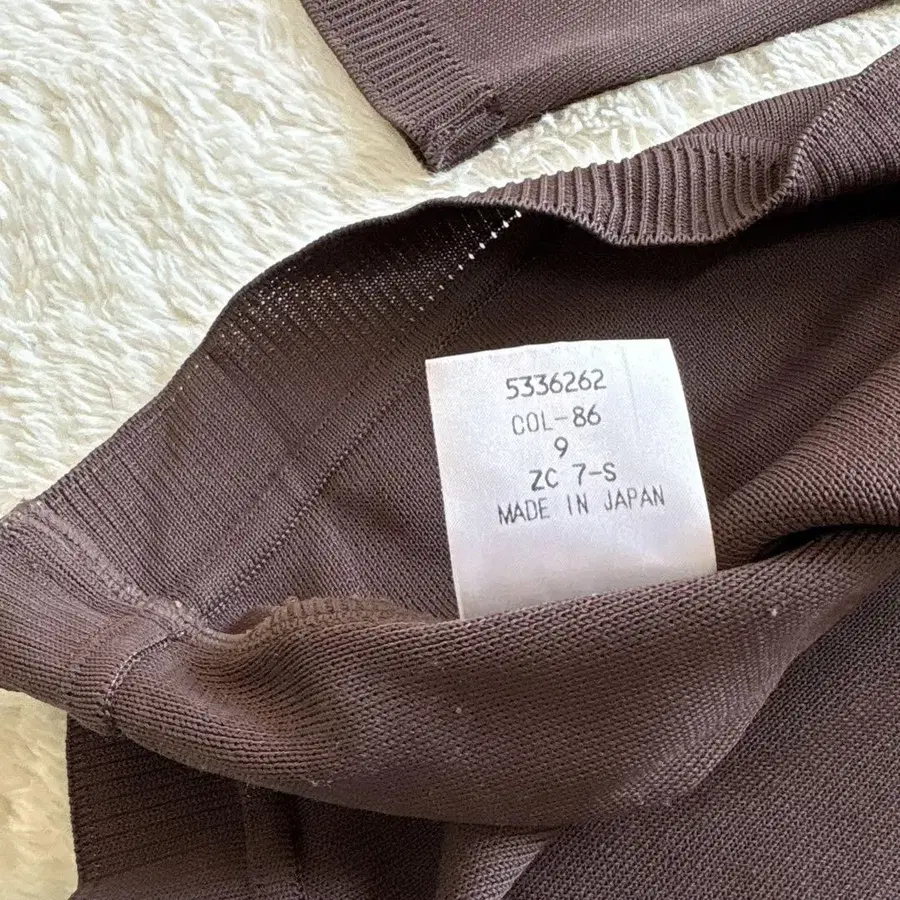 5336262
COL-86
9
ZC 7-S
MADE IN JAPAN